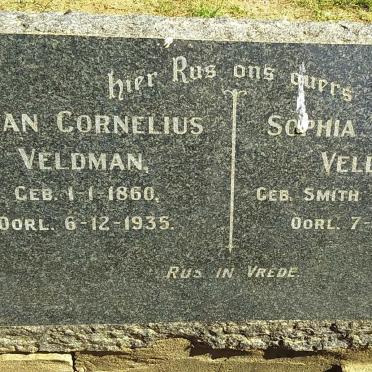 hier Rus ons ouers
AN CORNELIUS
VELDMAN,
GEB. 1-1-1860,
OORL. 6-12-1935.
SOPHIA
VEL
GEB. SMITH
OORL. 7-
RUS IN VREDE